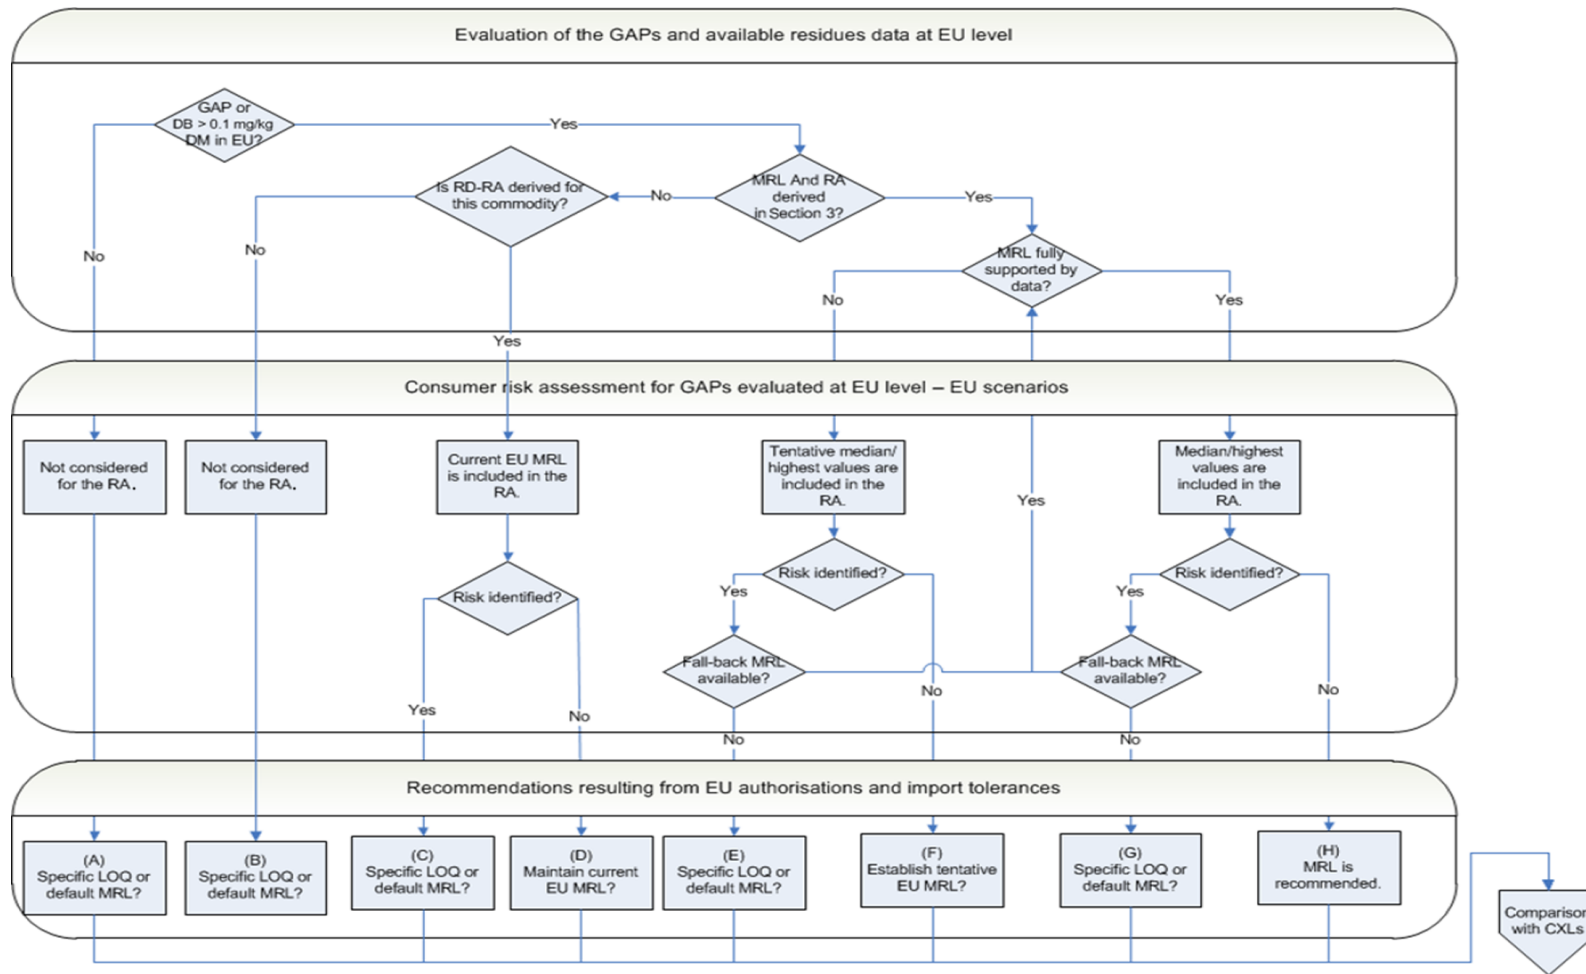 Evaluation of the GAPs and available residues data at EU level
GAP or
DB > 0.1 mg/kg
DM in EU?
Yes
Is RD-RA derived for
this commodity?
No
MRL And RA
derived
in Section 3?
Yes
No
No
MRL fully
supported by
data?
No
Yes
Yes
Consumer risk assessment for GAPs evaluated at EU level – EU scenarios
Not considered
for the RA.
Not considered
for the RA.
Current EU MRL
is included in the
RA.
Tentative median/
highest values are
included in the
RA.
Yes
Median/highest
values are
included in the
RA.
Risk identified?
Risk identified?
Risk identified?
Yes
Yes
Fall-back MRL
available?
Fall-back MRL
available?
Yes
No
No
No
No
No
Recommendations resulting from EU authorisations and import tolerances
(A)
Specific LOQ or
default MRL?
(B)
Specific LOQ or
default MRL?
(C)
Specific LOQ or
default MRL?
(D)
Maintain current
EU MRL?
(E)
Specific LOQ or
default MRL?
(F)
Establish tentative
EU MRL?
(G)
Specific LOQ or
default MRL?
(H)
MRL is
recommended.
Comparison
with CXLs